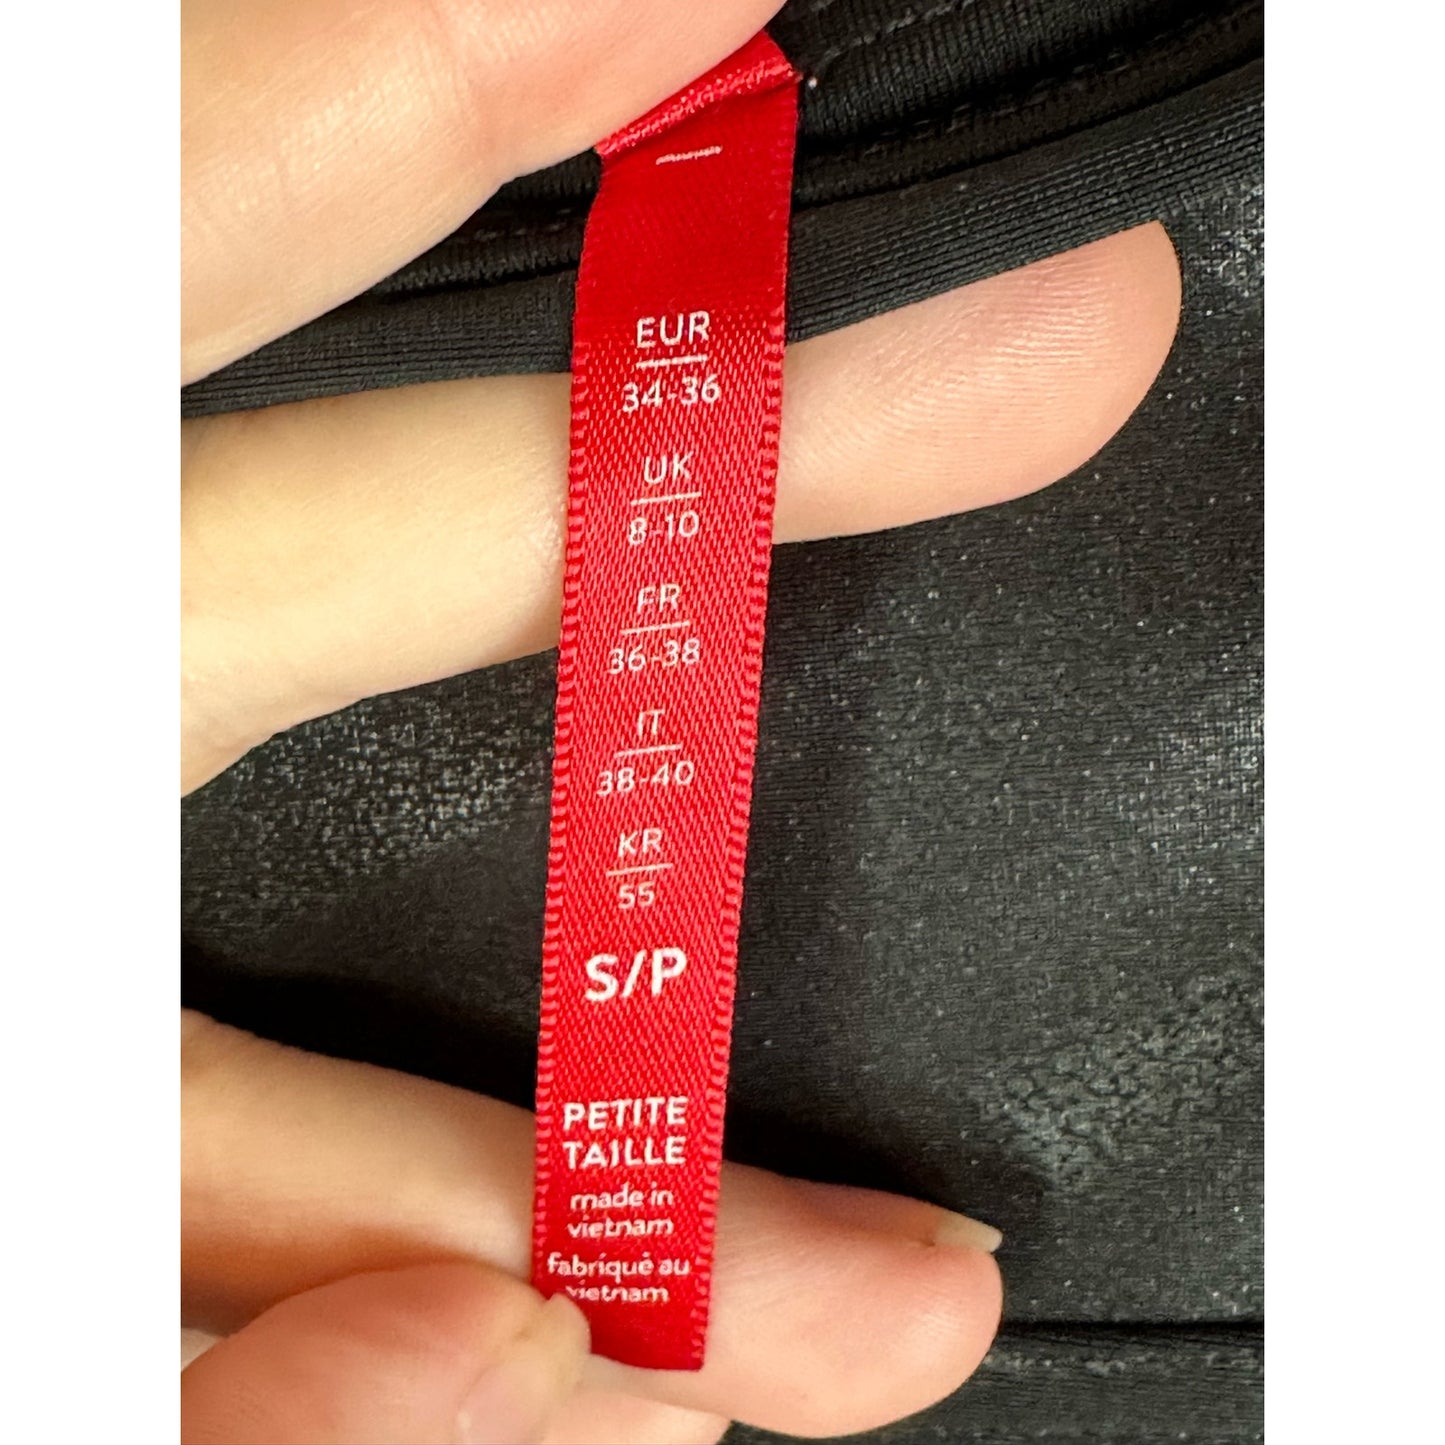 EUR
34-36
UK
8-10
FR
36-38
IT
38-40
KR
55
S/P
PETITE
TAILLE
made in
vietnam
fabriqué au
vietnam